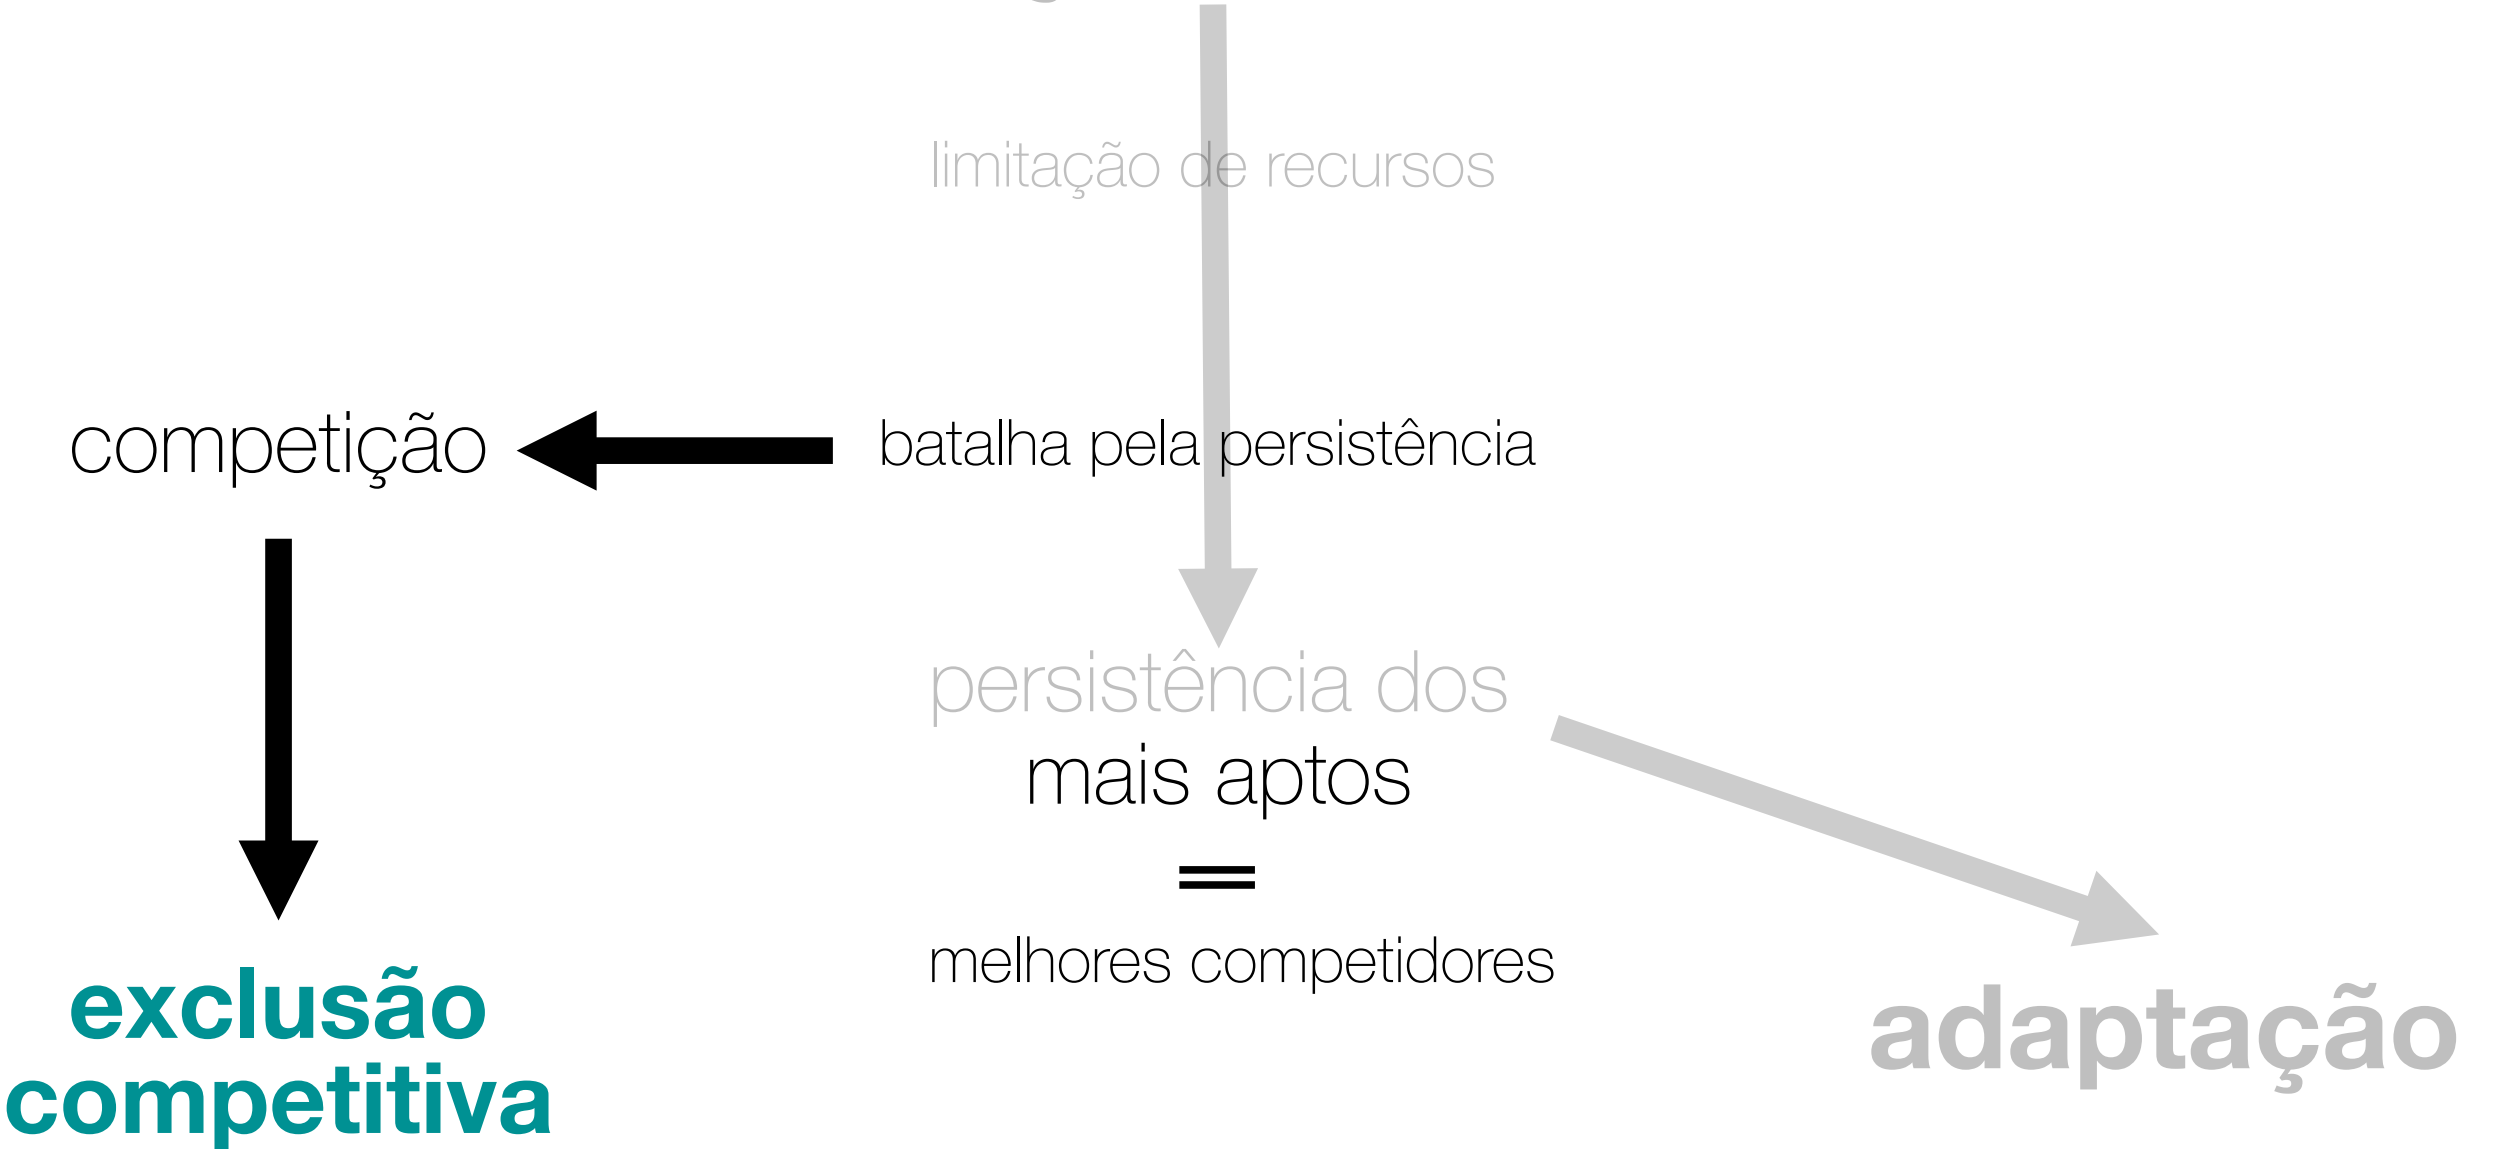 limitação de recursos
competição
batalha pela persistência
persistência dos
mais aptos
=
melhores competidores
exclusão
competitiva
adaptação